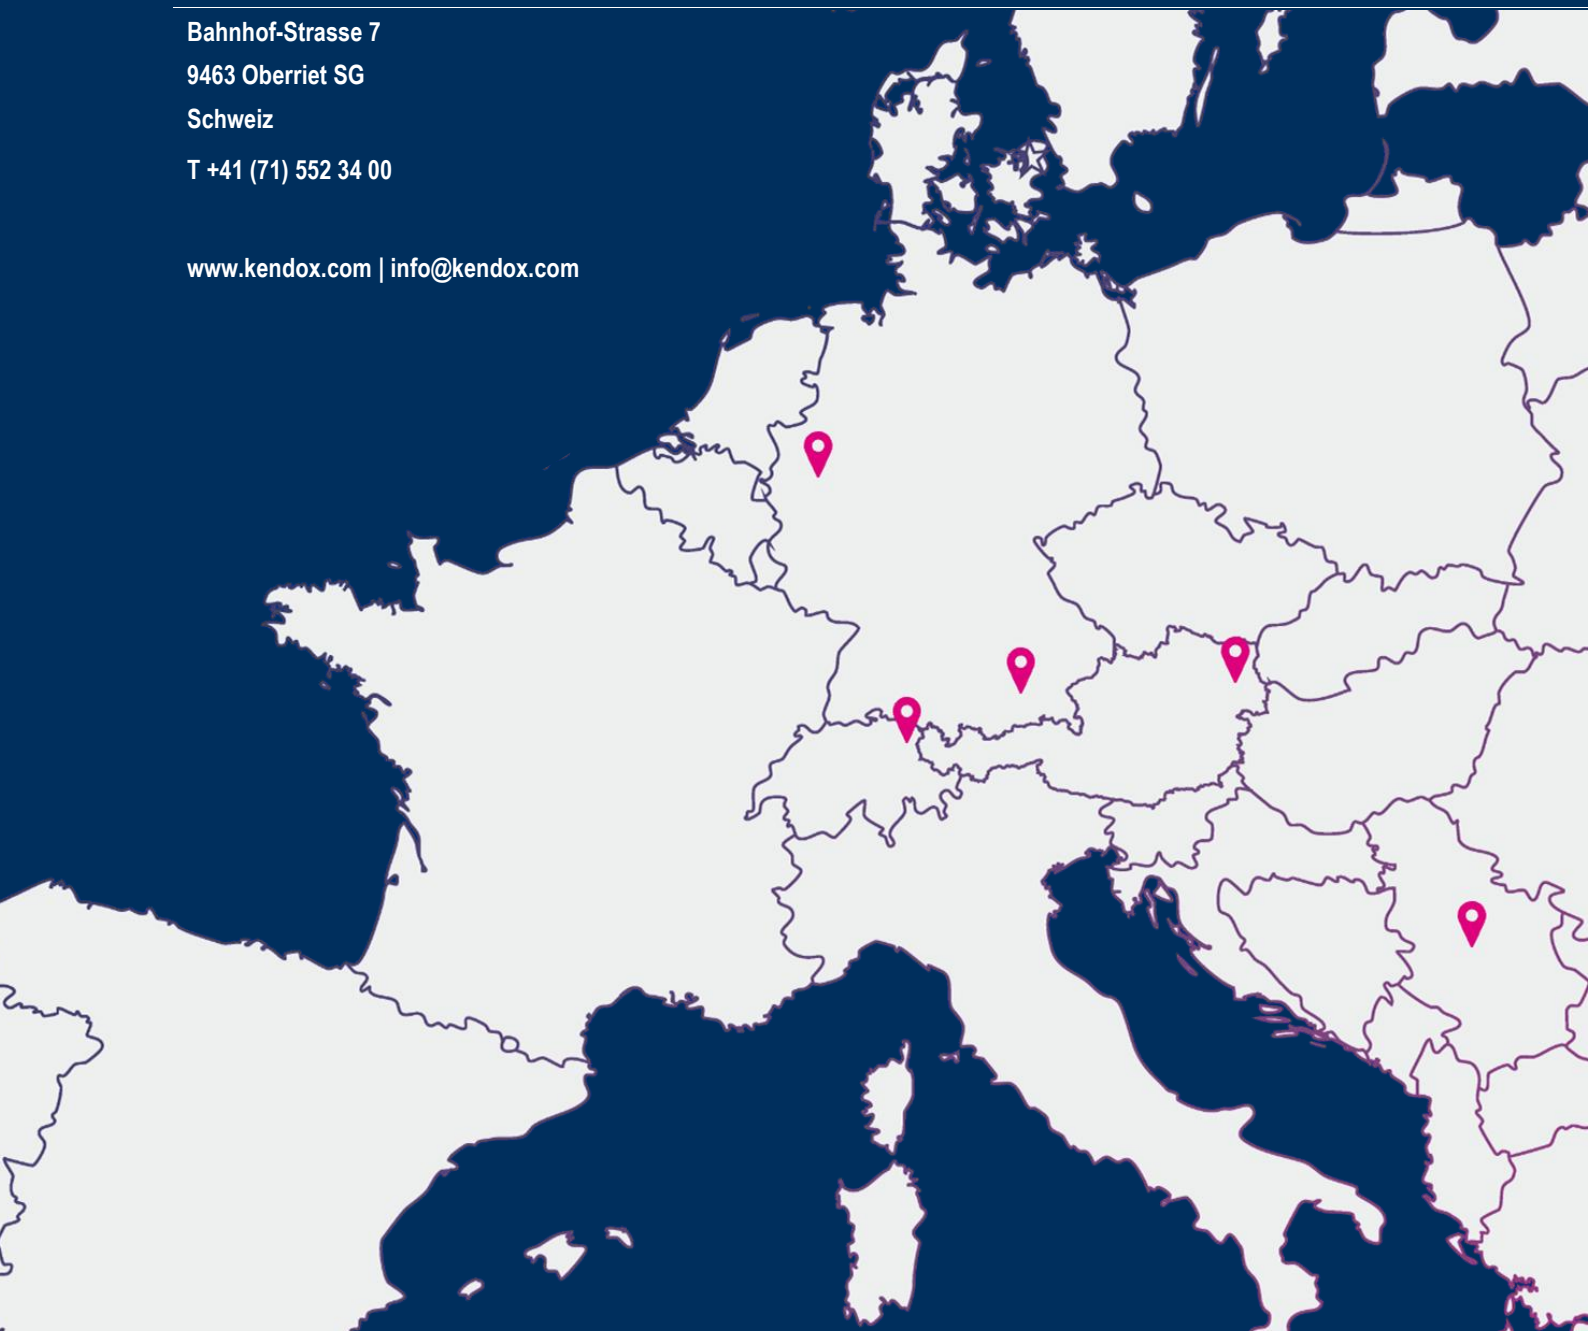 Bahnhof-Strasse 7
9463 Oberriet SG
Schweiz
T +41 (71) 552 34 00
www.kendox.com | info@kendox.com